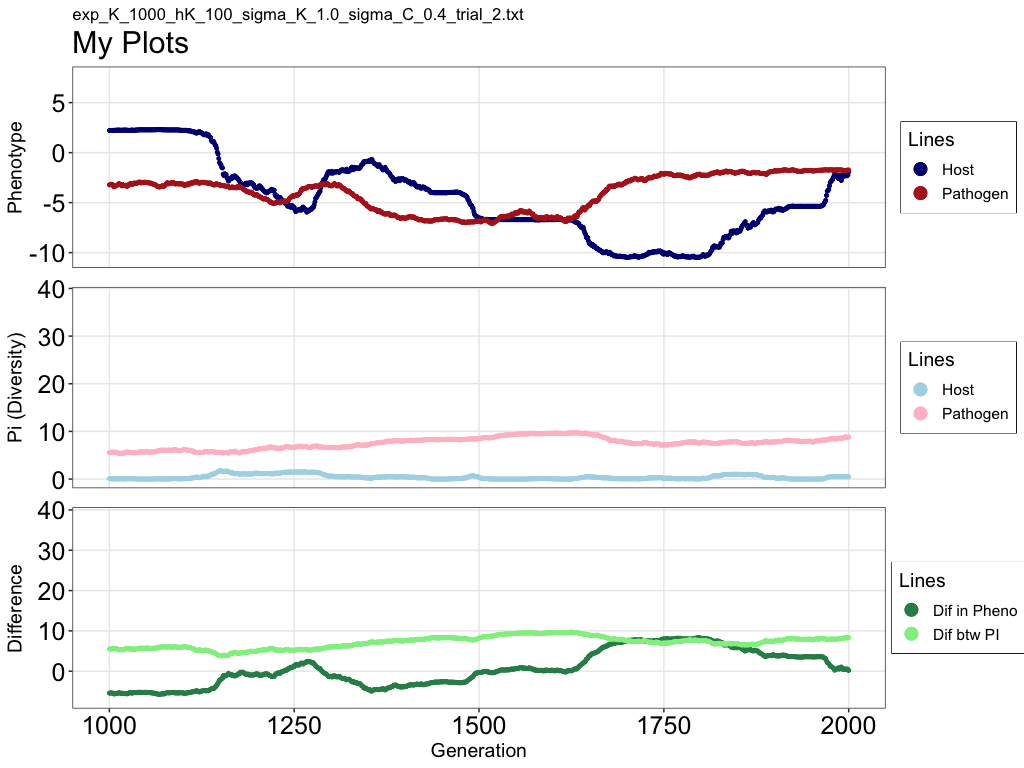 exp_K_1000_hK_100_sigma_K_1.0_sigma_C_0.4_trial_2.txt
My Plots
Phenotype
5
0
-5
-10
Lines
Host
Pathogen
Pi (Diversity)
40
30
20
10
0
Lines
Host
Pathogen
Difference
40
30
20
10
0
Lines
Dif in Pheno
Dif btw PI
1000 1250 1500 1750 2000
Generation